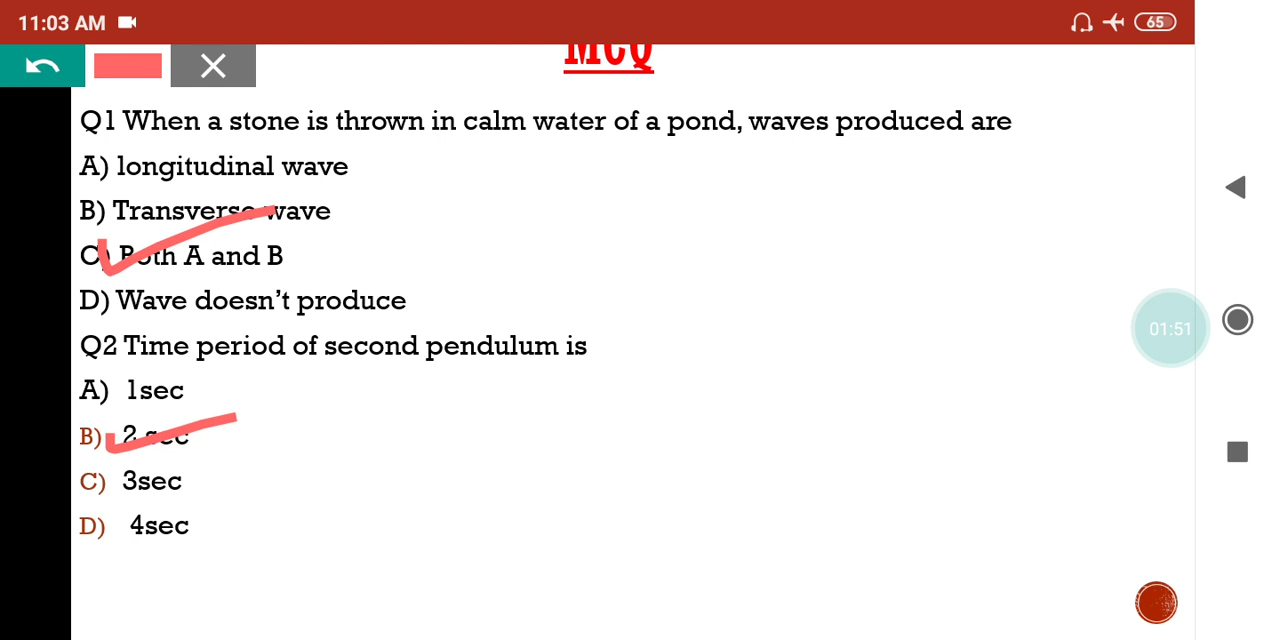 11:03 AM
65
MCQ
Q1 When a stone is thrown in calm water of a pond, waves produced are
A) longitudinal wave
B) Transverse wave
C) Both A and B
D) Wave doesn't produce
01:51
Q2 Time period of second pendulum is
A) 1sec
B) 2 sec
C) 3sec
D) 4sec